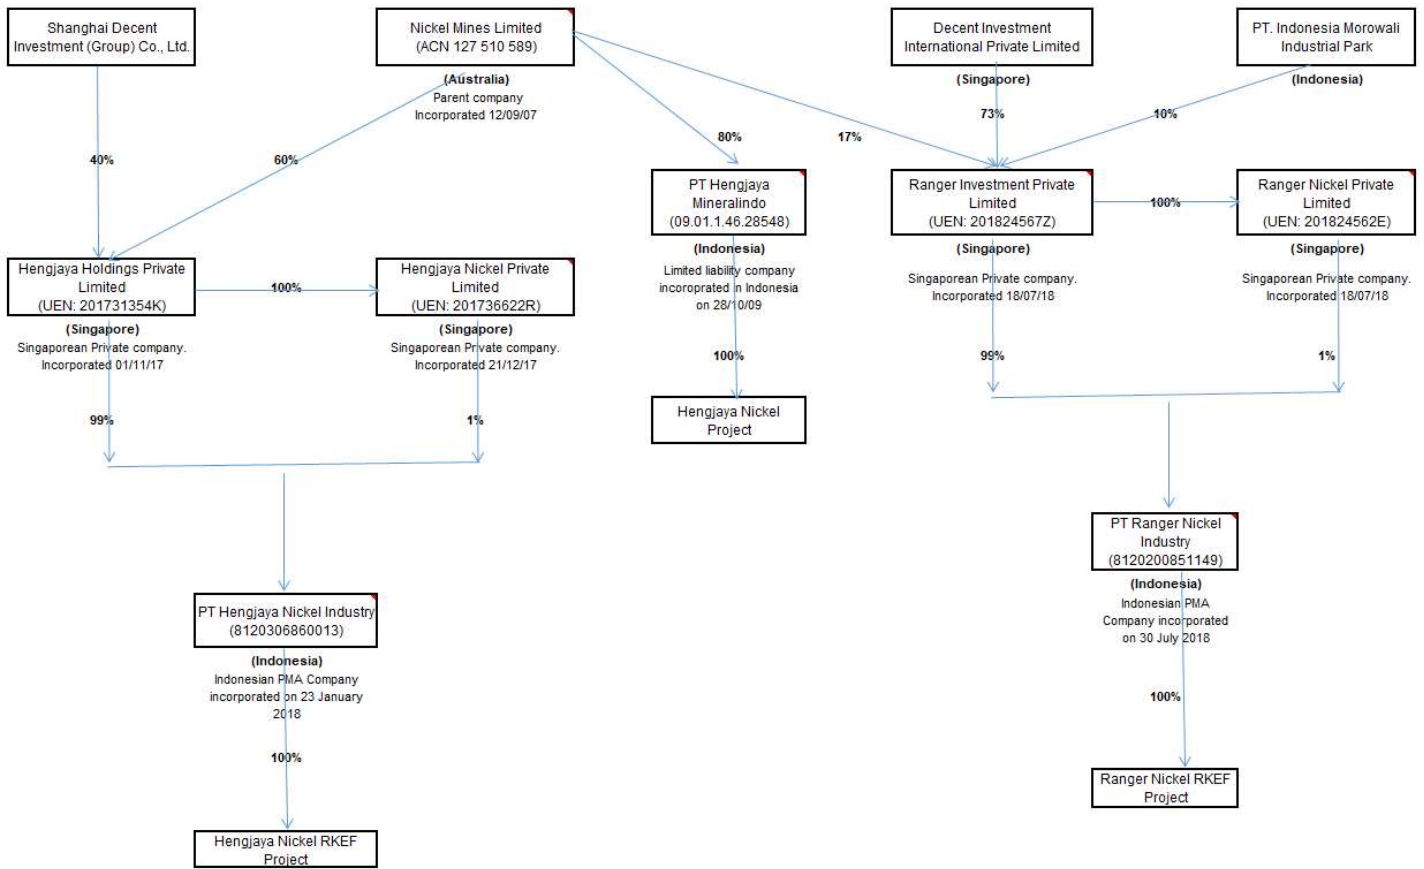 Shanghai Decent
Investment (Group) Co., Ltd.
Nickel Mines Limited
(ACN 127 510 589)
Decent Investment
International Private Limited
PT. Indonesia Morowali
Industrial Park
(Australia)
Parent company
Incorporated 12/09/07
(Singapore)
(Indonesia)
73%
10%
80%
17%
40%
60%
PT Hengjaya
Mineralindo
(09.01.1.46.28548)
Ranger Investment Private
Limited
(UEN: 201824567Z)
100%
Ranger Nickel Private
Limited
(UEN: 201824562E)
(Indonesia)
Limited liability company
incoroprated in Indonesia
on 28/10/09
(Singapore)
Singaporean Private company.
Incorporated 18/07/18
(Singapore)
Singaporean Private company.
Incorporated 18/07/18
Hengjaya Holdings Private
Limited
(UEN: 201731354K)
100%
Hengjaya Nickel Private
Limited
(UEN: 201736622R)
(Singapore)
Singaporean Private company.
Incorporated 01/11/17
(Singapore)
Singaporean Private company.
Incorporated 21/12/17
100%
99%
1%
99%
1%
Hengjaya Nickel
Project
PT Ranger Nickel
Industry
(8120200851149)
(Indonesia)
Indonesian PMA
Company incorporated
on 30 July 2018
PT Hengjaya Nickel Industry
(8120306860013)
(Indonesia)
Indonesian PMA Company
incorporated on 23 January
2018
100%
100%
Ranger Nickel RKEF
Project
Hengjaya Nickel RKEF
Project